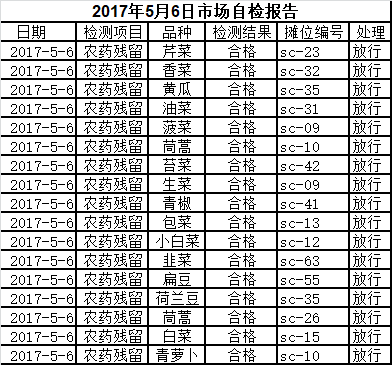 2017年5月6日市场自检报告
日期 检测项目 品种 检测结果 摊位编号 处理
2017-5-6 农药残留 芹菜 合格 sc-23 放行
2017-5-6 农药残留 香菜 合格 sc-32 放行
2017-5-6 农药残留 黄瓜 合格 sc-35 放行
2017-5-6 农药残留 油菜 合格 sc-31 放行
2017-5-6 农药残留 菠菜 合格 sc-09 放行
2017-5-6 农药残留 茼蒿 合格 sc-10 放行
2017-5-6 农药残留 苔菜 合格 sc-42 放行
2017-5-6 农药残留 生菜 合格 sc-09 放行
2017-5-6 农药残留 青椒 合格 sc-41 放行
2017-5-6 农药残留 包菜 合格 sc-13 放行
2017-5-6 农药残留 小白菜 合格 sc-12 放行
2017-5-6 农药残留 韭菜 合格 sc-63 放行
2017-5-6 农药残留 扁豆 合格 sc-55 放行
2017-5-6 农药残留 荷兰豆 合格 sc-35 放行
2017-5-6 农药残留 茼蒿 合格 sc-26 放行
2017-5-6 农药残留 白菜 合格 sc-15 放行
2017-5-6 农药残留 青萝卜 合格 sc-10 放行